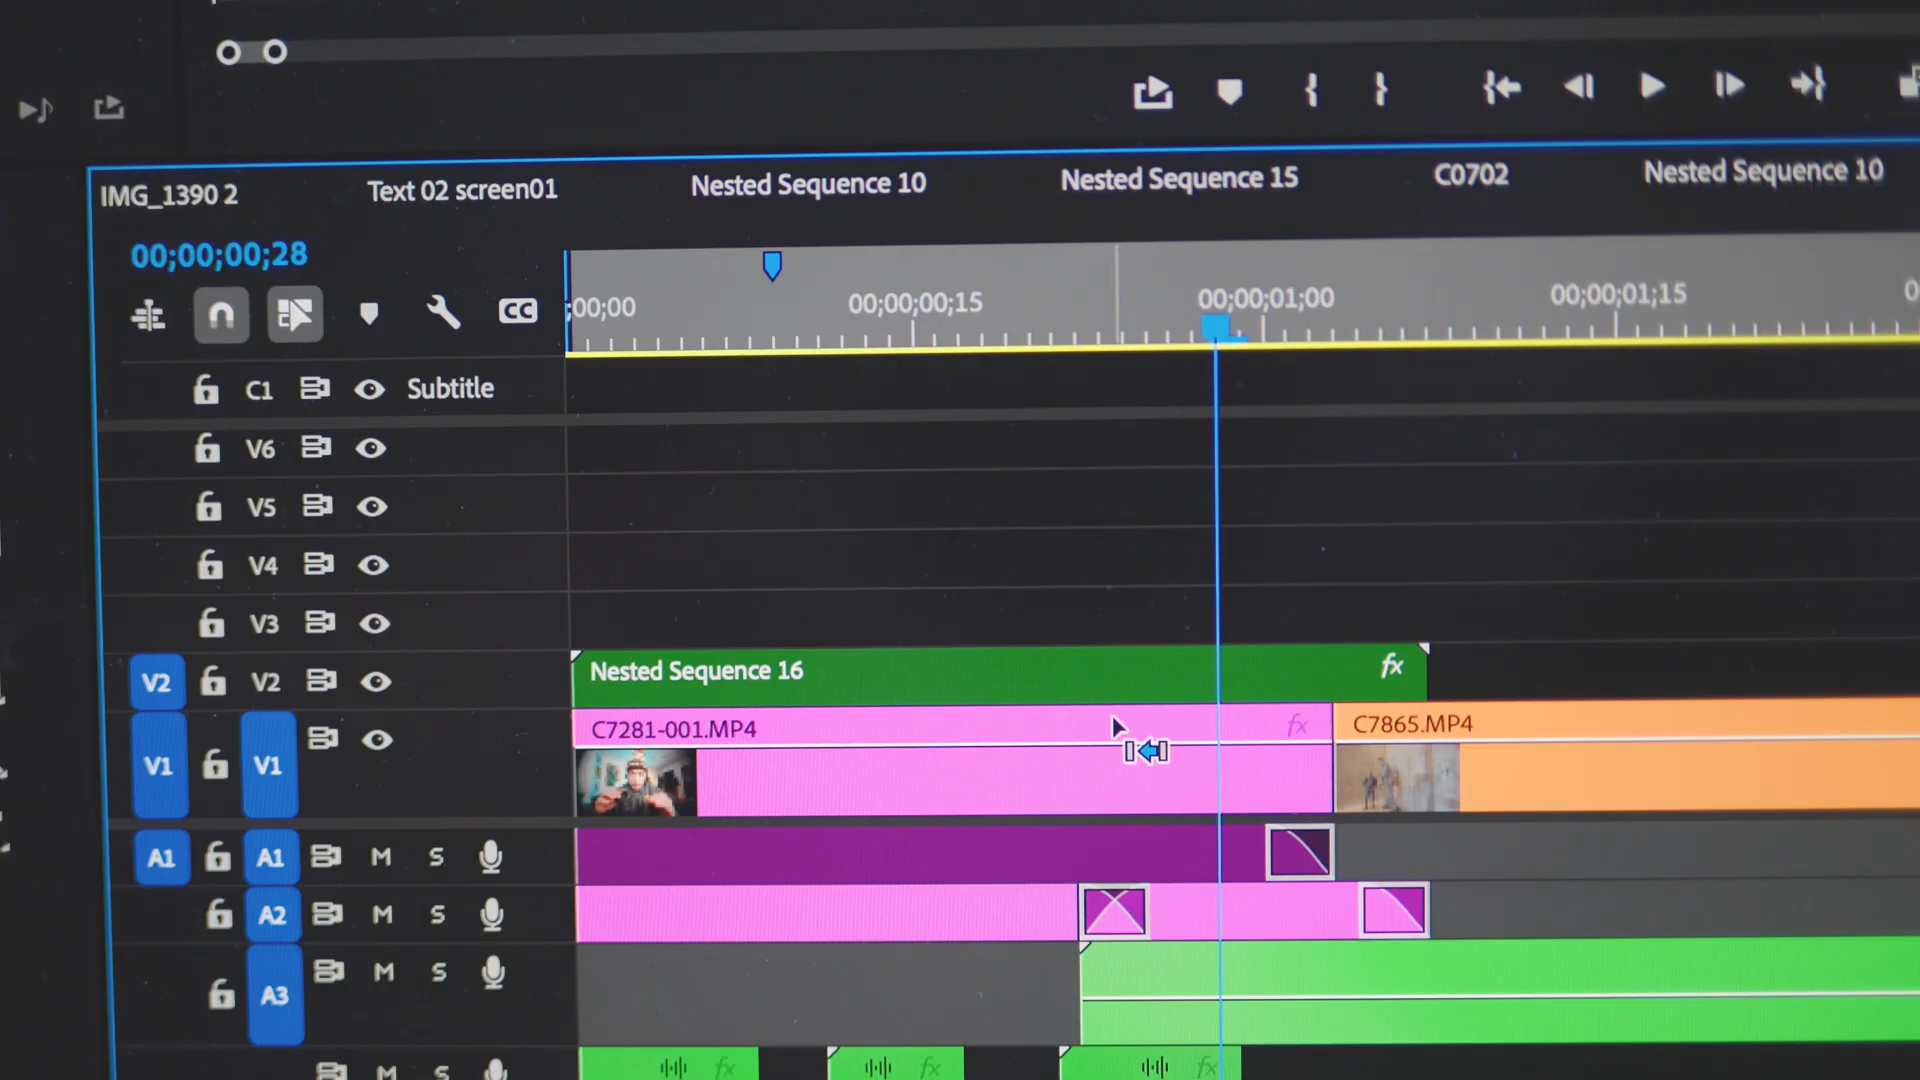 IMG_1390 2
Text 02 screen01
Nested Sequence 10
Nested Sequence 15
C0702
Nested Sequence 10
00;00;00;28
;00;00
00;00;00;15
00;00;01;00
00;00;01;15
0
CC
C1
Subtitle
V6
V5
V4
V3
V2
V2
Nested Sequence 16
fx
C7281-001.MP4
fx
C7865.MP4
V1
V1
A1
A1
M
S
A2
M
S
A3
M
S
M
S
fx
fx
fx